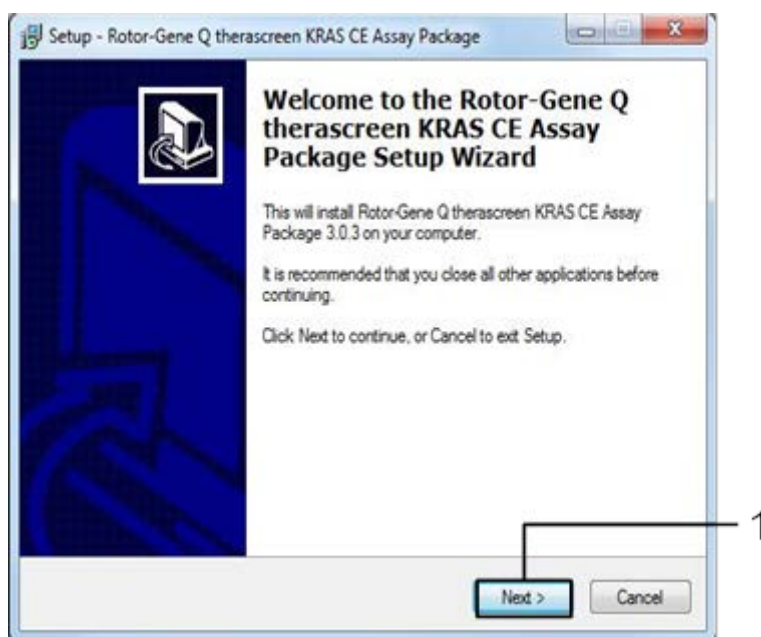 Setup - Rotor-Gene Q therascreen KRAS CE Assay Package
Welcome to the Rotor-Gene Q
therascreen KRAS CE Assay
Package Setup Wizard
This will install Rotor-Gene Q therascreen KRAS CE Assay
Package 3.0.3 on your computer.
It is recommended that you close all other applications before
continuing.
Click Next to continue, or Cancel to exit Setup.
1
Next >
Cancel